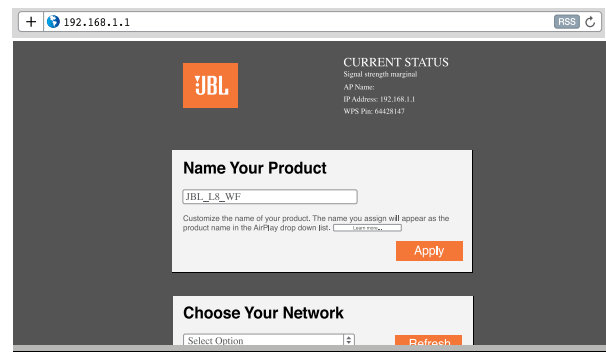 192.168.1.1
RSS
JBL
CURRENT STATUS
Signal strength marginal
AP Name:
IP Address: 192.168.1.1
WPS Pin: 64428147
Name Your Product
JBL_L8_WF
Customize the name of your product. The name you assign will appear as the
product name in the AirPlay drop down list. Learn more...
Apply
Choose Your Network
Select Option
Refresh